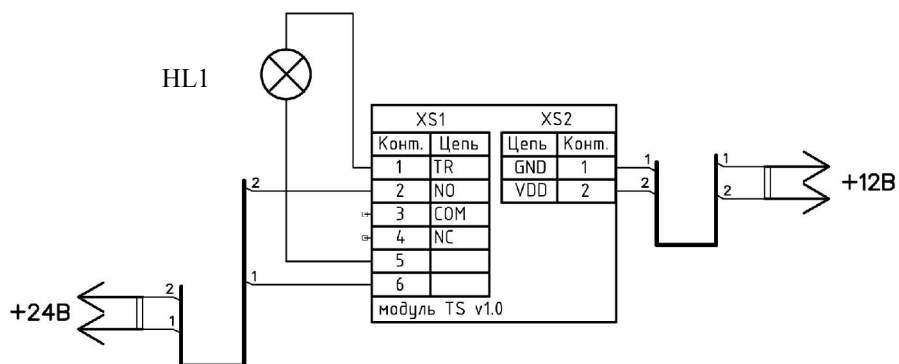 HL1
XS1 XS2
Конт. Цепь Цепь Конт.
1 TR GND 1 1 1
2 2 NO VDD 2 2 2 +12В
3 COM
4 NC
5
1 6
2 модуль TS v1.0
+24В
1